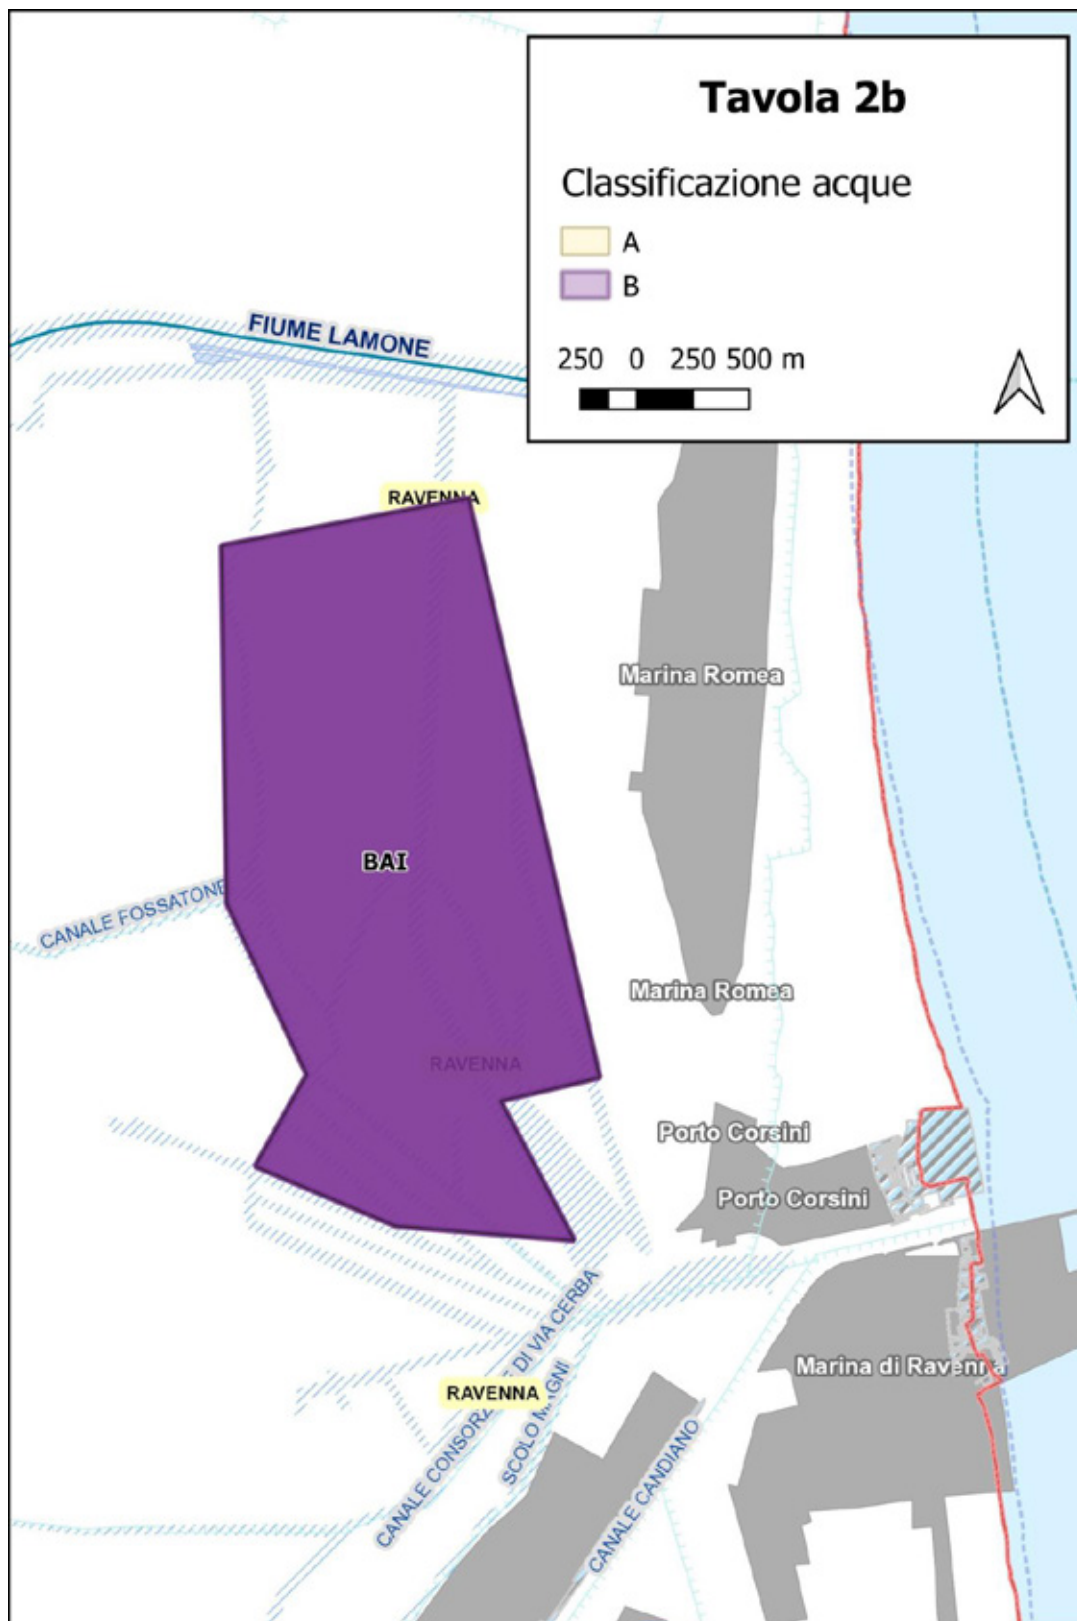 Tavola 2b
Classificazione acque
A
B
250 0 250 500 m
FIUME LAMONE
RAVENNA
Marina Romea
BAI
CANALE FOSSATONE
Marina Romea
RAVENNA
Porto Corsini
Porto Corsini
CANALE CONSORZIALE DI VIA CERBA
Marina di Ravenna
RAVENNA
SCOLO MAGNI
CANALE CANDIANO